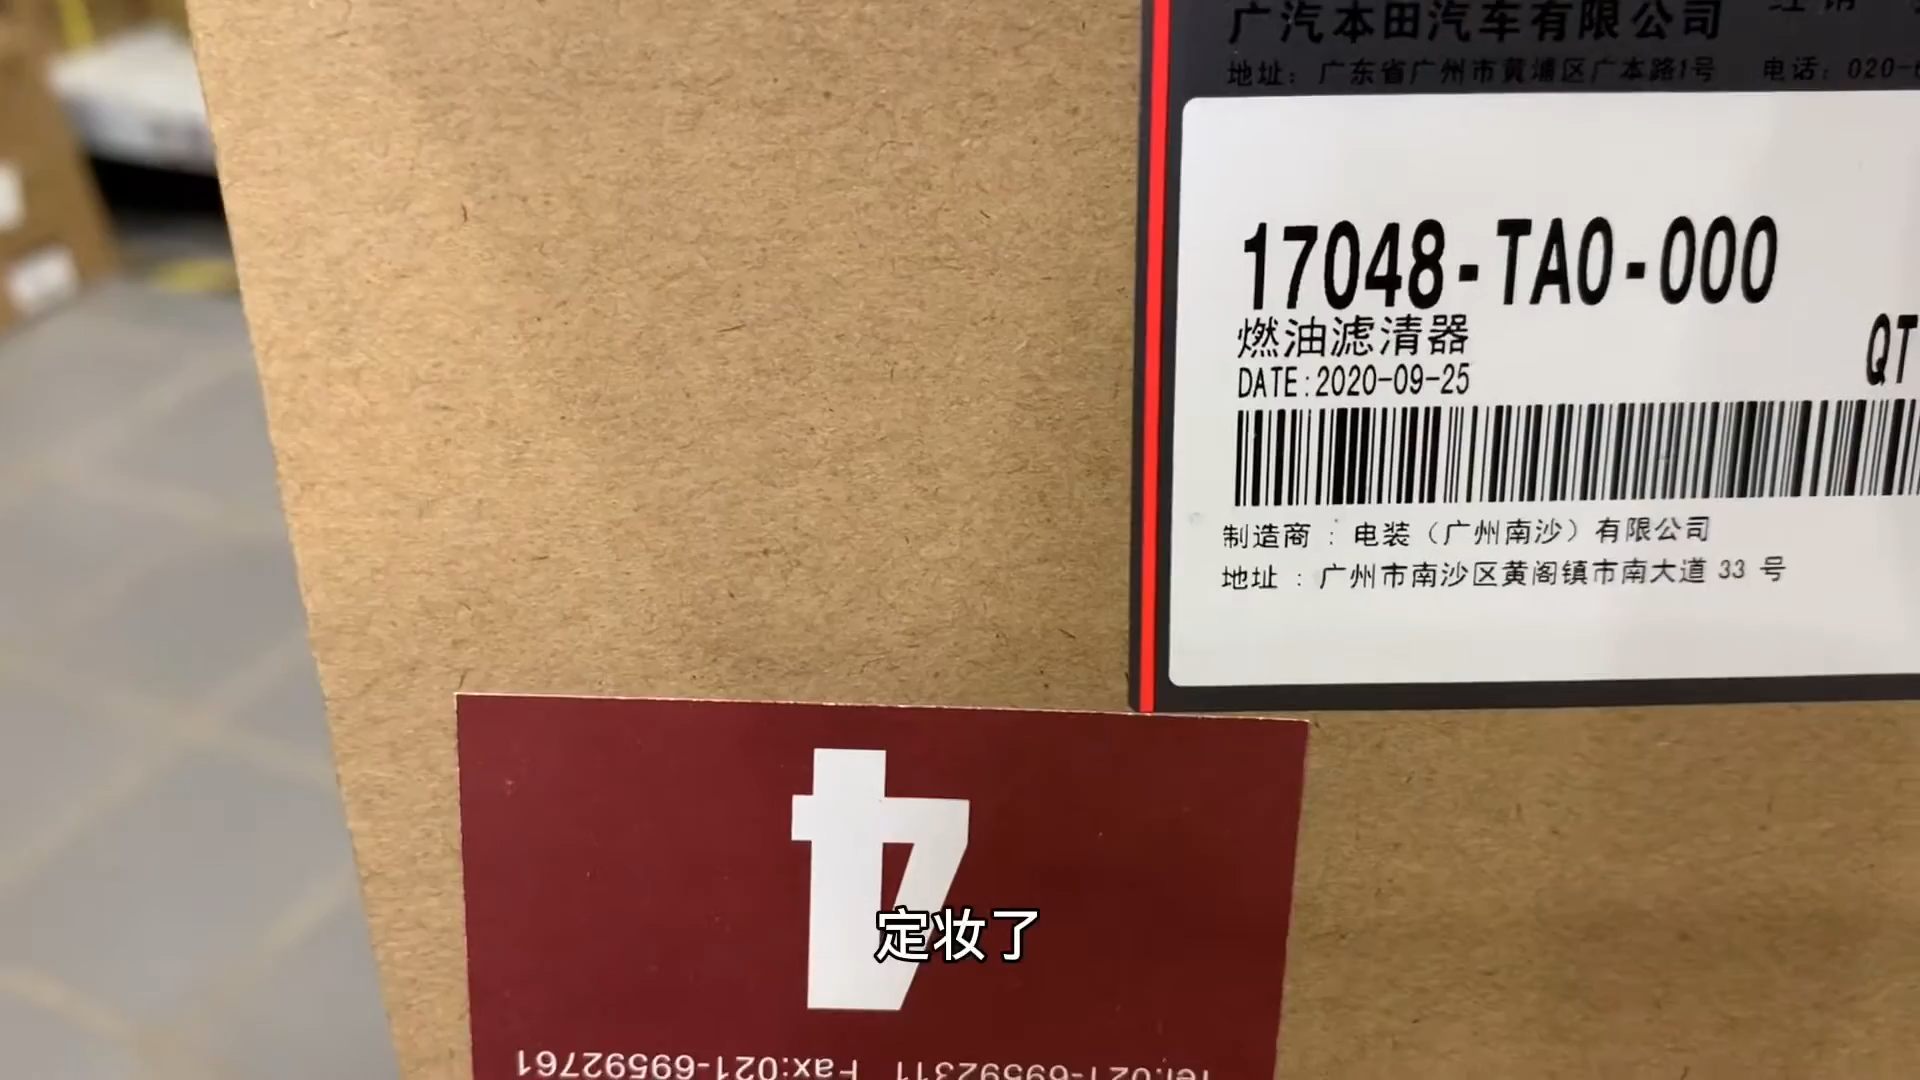 广汽本田汽车有限公司
地址：广东省广州市黄埔区广本路1号 电话：020-
17048-TA0-000
燃油滤清器
QT
DATE:2020-09-25
制造商 ：电装（广州南沙）有限公司
地址 ：广州市南沙区黄阁镇市南大道 33 号
4
定妆了
Tel:021-69592311 Fax:021-69592761